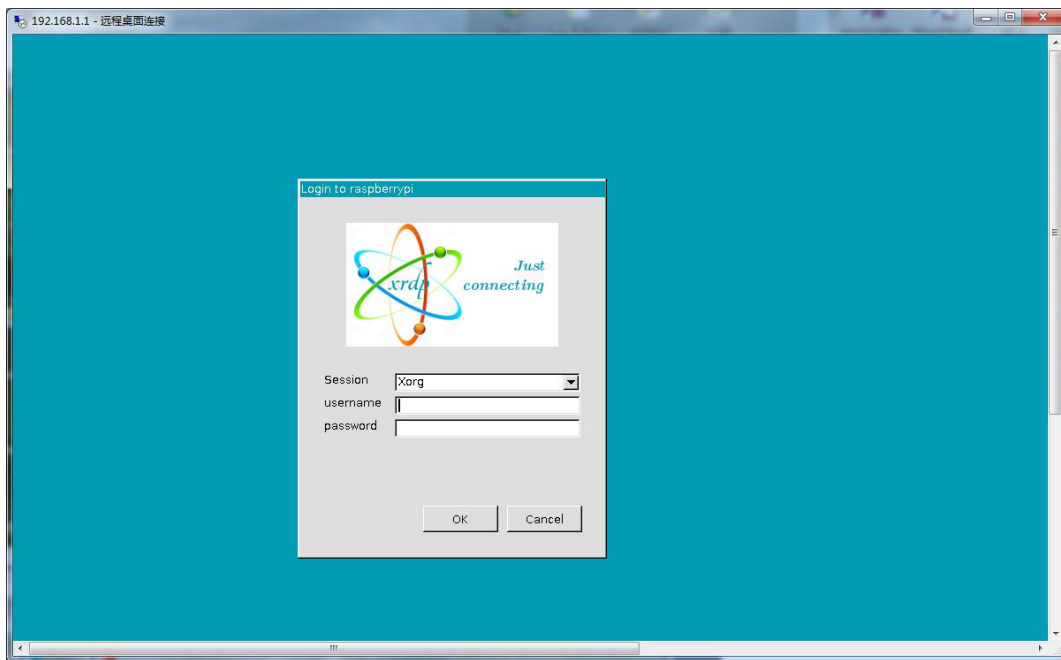 192.168.1.1 - 远程桌面连接
Login to raspberrypi
xrdp
Just
connecting
Session Xorg
username
password
OK Cancel